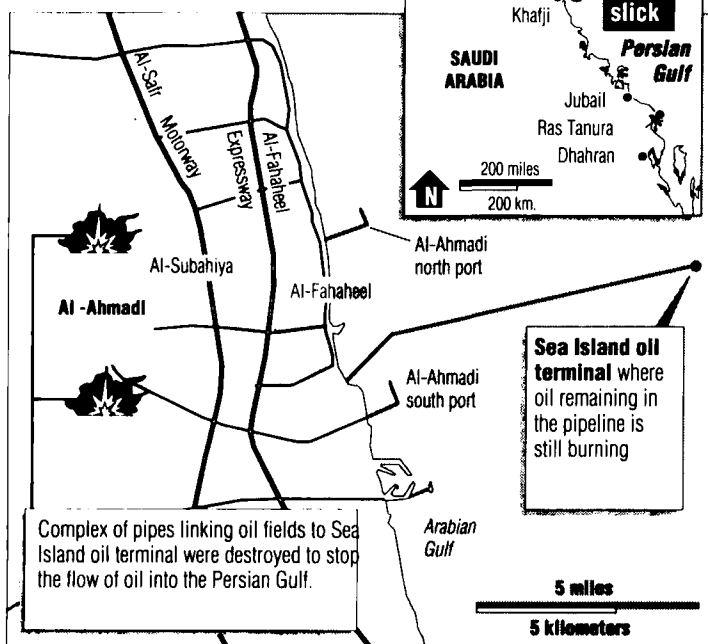 Khafji
slick
Persian
Gulf
SAUDI
ARABIA
Jubail
Ras Tanura
Dhahran
200 miles
200 km.
N
Al-Safr
Motorway
Al-Fahaheel
Expressway
Al-Ahmadi
north port
Al-Subahiya
Al-Fahaheel
Al -Ahmadi
Sea Island oil
terminal where
oil remaining in
the pipeline is
still burning
Al-Ahmadi
south port
Complex of pipes linking oil fields to Sea
Island oil terminal were destroyed to stop
the flow of oil into the Persian Gulf.
Arabian
Gulf
5 miles
5 kilometers